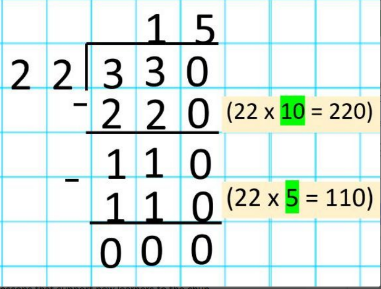 1 5
2 2 3 3 0
- 2 2 0 (22 x 10 = 220)
1 1 0
- 1 1 0 (22 x 5 = 110)
0 0 0